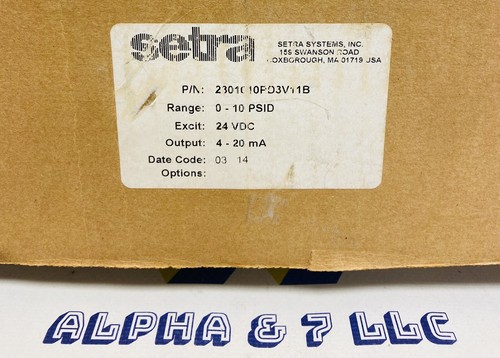 setra
SETRA SYSTEMS, INC.
159 SWANSON ROAD
BOXBOROUGH, MA 01719 USA
P/N: 2301010PD3V11B
Range: 0 - 10 PSID
Excit: 24 VDC
Output: 4 - 20 mA
Date Code: 03 14
Options:
ALPHA & 7 LLC